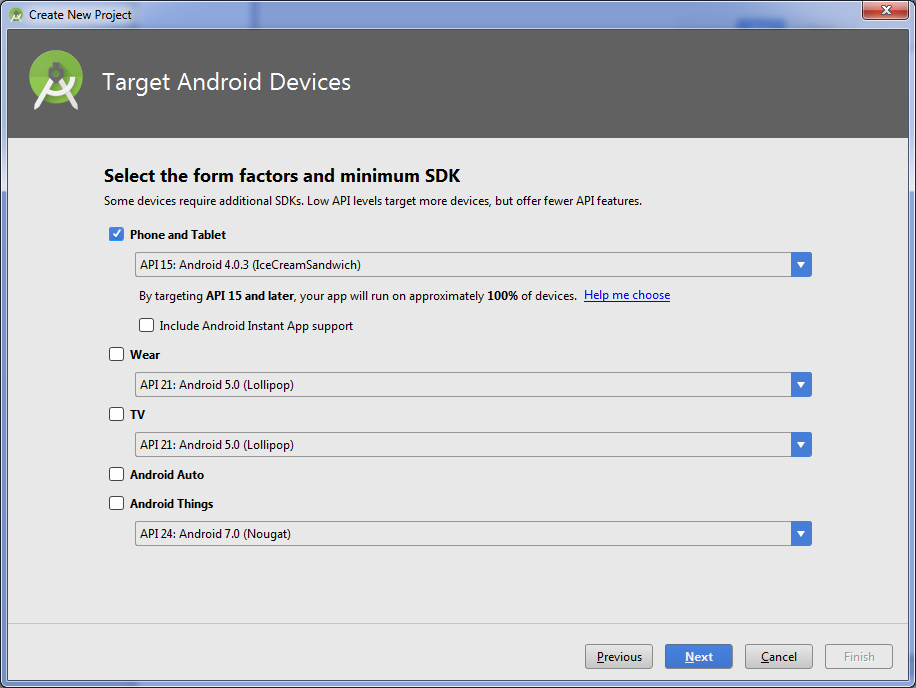 Create New Project
Target Android Devices
Select the form factors and minimum SDK
Some devices require additional SDKs. Low API levels target more devices, but offer fewer API features.
Phone and Tablet
API 15: Android 4.0.3 (IceCreamSandwich)
By targeting API 15 and later, your app will run on approximately 100% of devices. Help me choose
Include Android Instant App support
Wear
API 21: Android 5.0 (Lollipop)
TV
API 21: Android 5.0 (Lollipop)
Android Auto
Android Things
API 24: Android 7.0 (Nougat)
Previous Next Cancel Finish